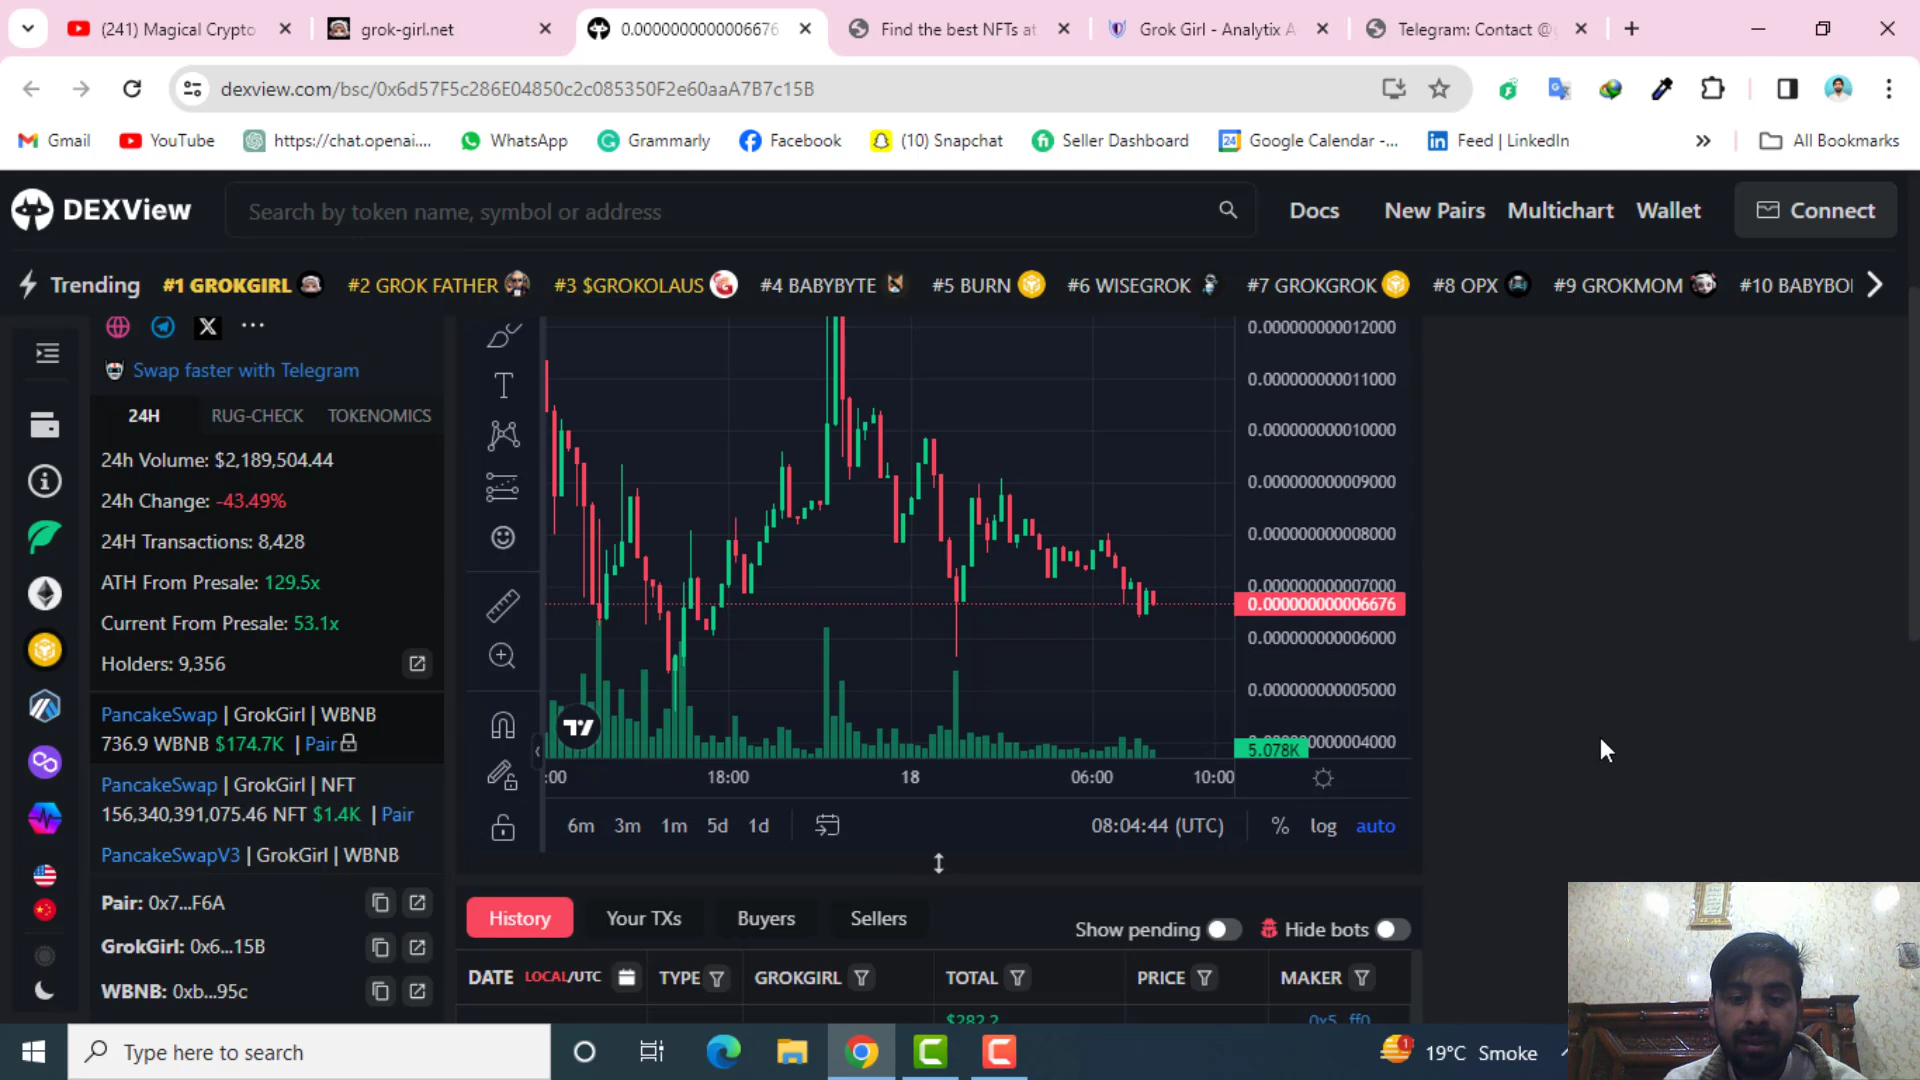 (241) Magical Crypto
grok-girl.net
0.0000000000006676
Find the best NFTs at
Grok Girl - Analytix A
Telegram: Contact @g
dexview.com/bsc/0x6d57F5c286E04850c2c085350F2e60aaA7B7c15B
Gmail
YouTube
https://chat.openai....
WhatsApp
Grammarly
Facebook
(10) Snapchat
Seller Dashboard
24
Google Calendar -...
Feed | LinkedIn
All Bookmarks
DEXView
Search by token name, symbol or address
Docs
New Pairs
Multichart
Wallet
Connect
Trending
#1 GROKGIRL
#2 GROK FATHER
#3 $GROKOLAUS
#4 BABYBYTE
#5 BURN
#6 WISEGROK
#7 GROKGROK
#8 OPX
#9 GROKMOM
#10 BABYBO
Swap faster with Telegram
24H
RUG-CHECK
TOKENOMICS
24h Volume: $2,189,504.44
24h Change: -43.49%
24H Transactions: 8,428
ATH From Presale: 129.5x
Current From Presale: 53.1x
Holders: 9,356
PancakeSwap | GrokGirl | WBNB
736.9 WBNB $174.7K | Pair
PancakeSwap | GrokGirl | NFT
156,340,391,075.46 NFT $1.4K | Pair
PancakeSwapV3 | GrokGirl | WBNB
Pair: 0x7...F6A
GrokGirl: 0x6...15B
WBNB: 0xb...95c
0.000000000012000
0.000000000011000
0.000000000010000
0.000000000009000
0.000000000008000
0.000000000007000
0.000000000006676
0.000000000006000
0.000000000005000
000000000004000
5.078K
:00
18:00
18
06:00
10:00
6m
3m
1m
5d
1d
08:04:44 (UTC)
%
log
auto
History
Your TXs
Buyers
Sellers
Show pending
Hide bots
DATE LOCAL/UTC
TYPE
GROKGIRL
TOTAL
PRICE
MAKER
$282.2
Type here to search
1
19°C Smoke